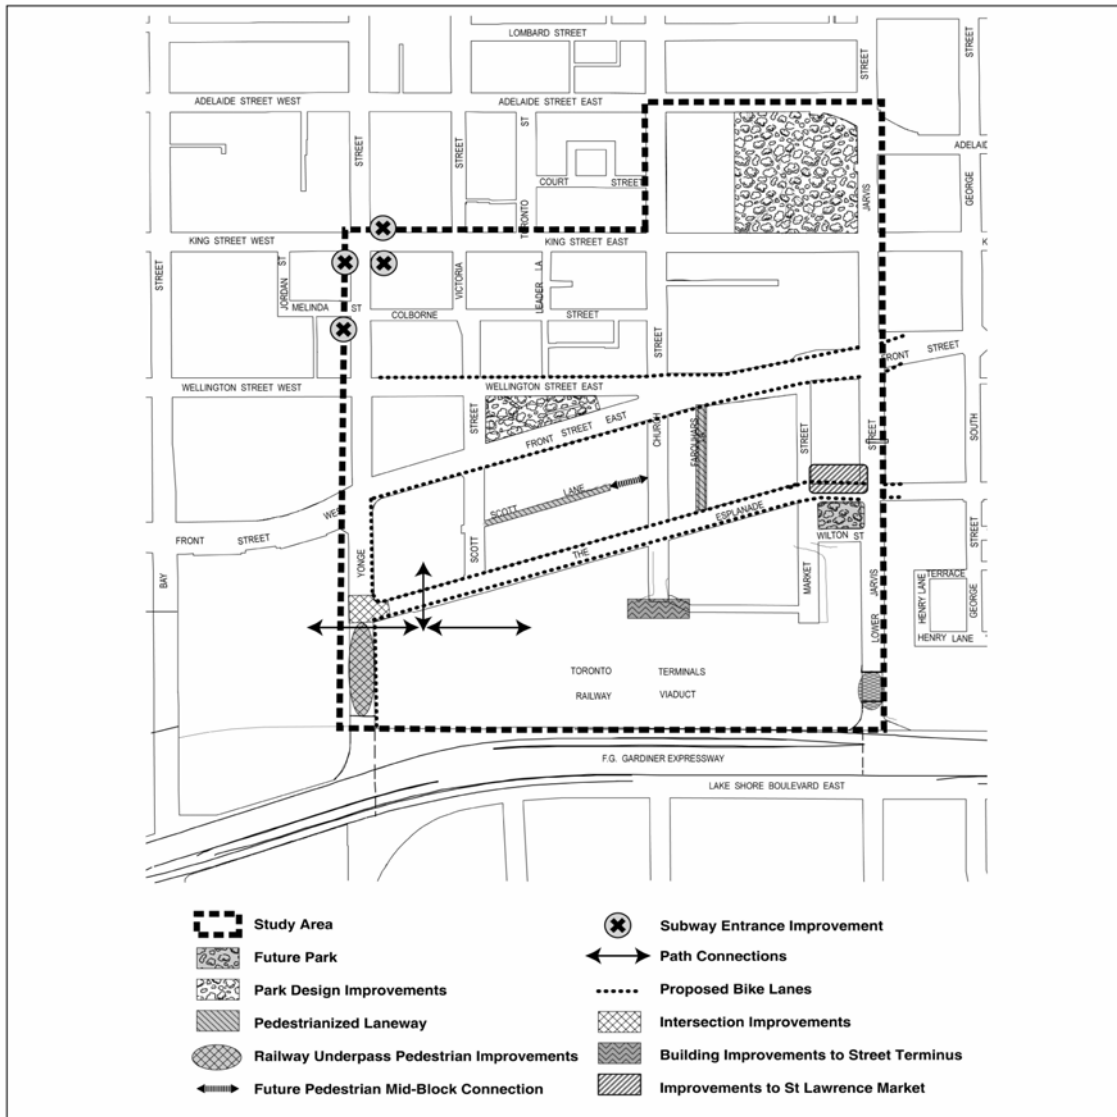 LOMBARD STREET
STREET
STREET
ADELAIDE STREET WEST
ADELAIDE STREET EAST
ST
STREET
STREET
ADELAI
COURT STREET
JARVIS
GEORGE
TORONTO
KING STREET WEST
KING STREET EAST
K
STREET
JORDAN ST
MELINDA ST
VICTORIA
LEADER LA
COLBORNE STREET
STREET
RONT STREET
WELLINGTON STREET WEST
WELLINGTON STREET EAST
STREET
FRONT STREET EAST
CHURCH
FARQUHARS
STREET
STREET
SOUTH
SCOTT LANE
WES
FRONT STREET
THE ESPLANADE
WILTON ST
STREET
BAY
YONGE
SCOTT
MARKET
LOWER JARVIS
HENRY LANE
TERRACE
GEORGE
HENRY LANE
TORONTO TERMINALS
RAILWAY VIADUCT
F.G. GARDINER EXPRESSWAY
LAKE SHORE BOULEVARD EAST
Study Area
Future Park
Park Design Improvements
Pedestrianized Laneway
Railway Underpass Pedestrian Improvements
Future Pedestrian Mid-Block Connection
Subway Entrance Improvement
Path Connections
Proposed Bike Lanes
Intersection Improvements
Building Improvements to Street Terminus
Improvements to St Lawrence Market